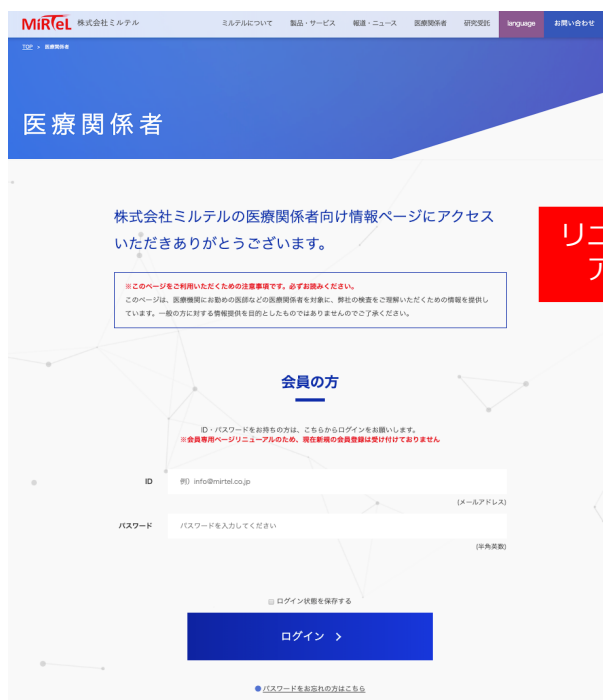 MiRTeL 株式会社ミルテル
ミルテルについて 製品・サービス 報道・ニュース 医療関係者 研究受託 language お問い合わせ
TOP > 医療関係者
医療関係者
株式会社ミルテルの医療関係者向け情報ページにアクセス
いただきありがとうございます。
リニ
ア
※このページをご利用いただくための注意事項です。必ずお読みください。
このページは、医療機関にお勤めの医師などの医療関係者を対象に、弊社の検査をご理解いただくための情報を提供し
ています。一般の方に対する情報提供を目的としたものではありませんのでご了承ください。
会員の方
ID・パスワードをお持ちの方は、こちらからログインをお願いします。
※会員専用ページリニューアルのため、現在新規の会員登録は受け付けておりません
ID 例）info@mirtel.co.jp
(メールアドレス)
パスワード パスワードを入力してください
(半角英数)
ログイン状態を保存する
ログイン >
パスワードをお忘れの方はこちら